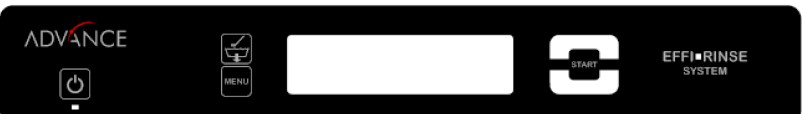 ADVANCE
MENU
START
EFFI▪RINSE
SYSTEM